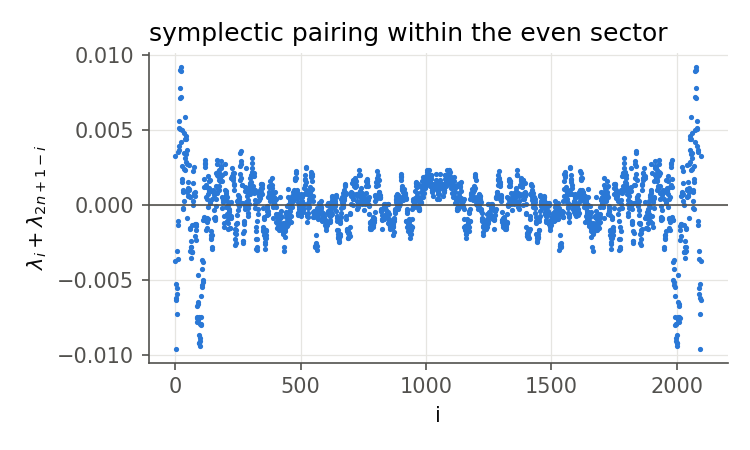 symplectic pairing within the even sector
0.010
0.005
0.000
−0.005
−0.010
λᵢ + λ₂ₙ₊₁₋ᵢ
0 500 1000 1500 2000
i